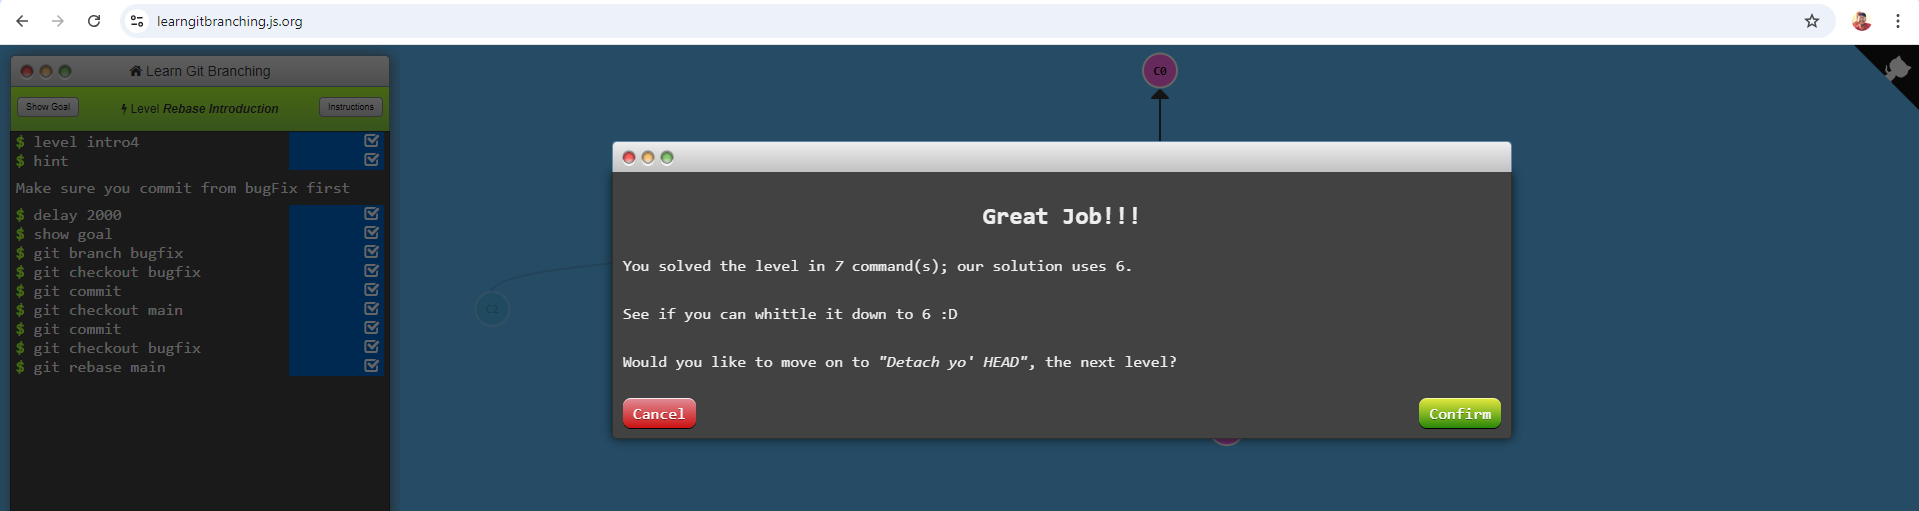 learngitbranching.js.org
Learn Git Branching
Show Goal
Level Rebase Introduction
Instructions
$ level intro4
$ hint
Make sure you commit from bugFix first
$ delay 2000
$ show goal
$ git branch bugfix
$ git checkout bugfix
$ git commit
$ git checkout main
$ git commit
$ git checkout bugfix
$ git rebase main
C0
C2
Great Job!!!
You solved the level in 7 command(s); our solution uses 6.
See if you can whittle it down to 6 :D
Would you like to move on to "Detach yo' HEAD", the next level?
Cancel
Confirm